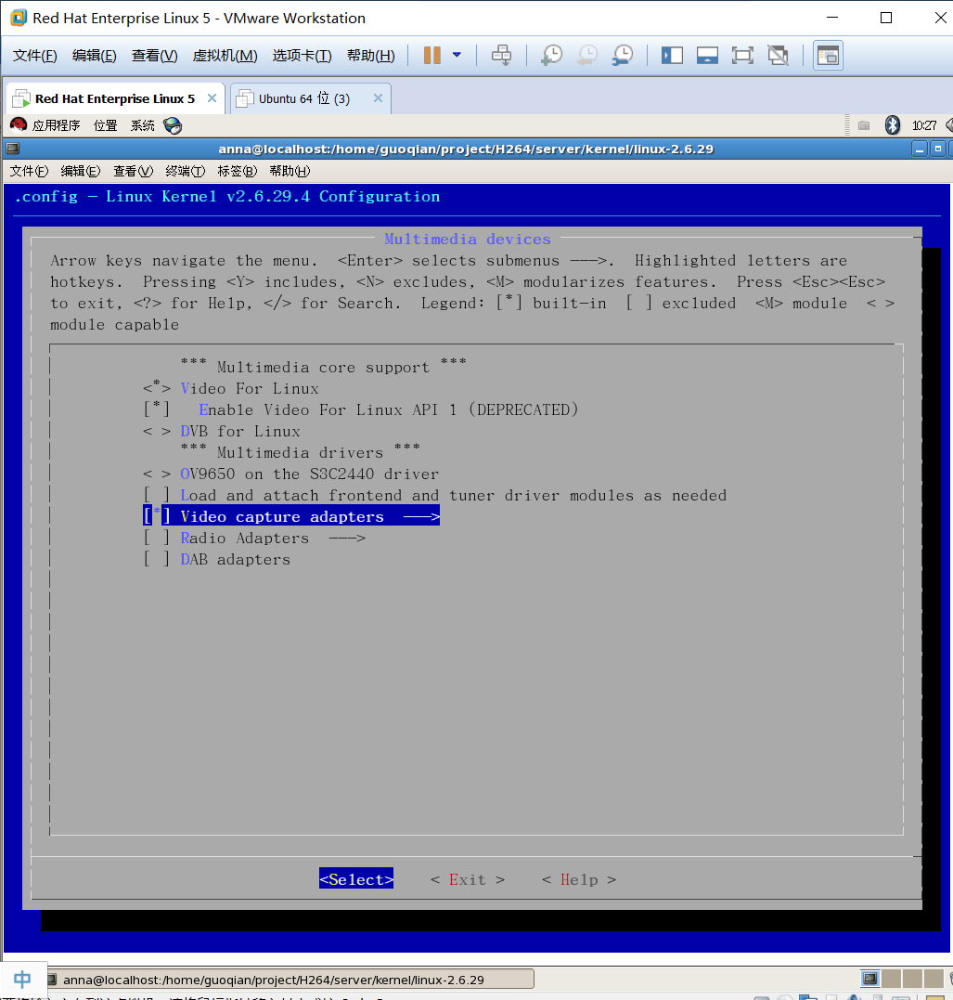 Red Hat Enterprise Linux 5 - VMware Workstation
文件(F) 编辑(E) 查看(V) 虚拟机(M) 选项卡(T) 帮助(H)
Red Hat Enterprise Linux 5 Ubuntu 64 位 (3)
应用程序 位置 系统 10:27
anna@localhost:/home/guoqian/project/H264/server/kernel/linux-2.6.29
文件(F) 编辑(E) 查看(V) 终端(T) 标签(B) 帮助(H)
.config - Linux Kernel v2.6.29.4 Configuration
Multimedia devices
Arrow keys navigate the menu. <Enter> selects submenus --->. Highlighted letters are
hotkeys. Pressing <Y> includes, <N> excludes, <M> modularizes features. Press <Esc><Esc>
to exit, <?> for Help, </> for Search. Legend: [*] built-in [ ] excluded <M> module < >
module capable
*** Multimedia core support ***
<*> Video For Linux
[*] Enable Video For Linux API 1 (DEPRECATED)
< > DVB for Linux
*** Multimedia drivers ***
< > OV9650 on the S3C2440 driver
[ ] Load and attach frontend and tuner driver modules as needed
[*] Video capture adapters --->
[ ] Radio Adapters --->
[ ] DAB adapters
<Select> < Exit > < Help >
中 anna@localhost:/home/guoqian/project/H264/server/kernel/linux-2.6.29